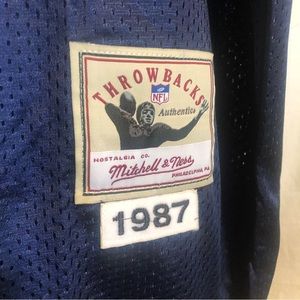 THROWBACKS
NFL
Authentics
NOSTALGIA CO.
Mitchell & Ness
PHILADELPHIA, PA
1987